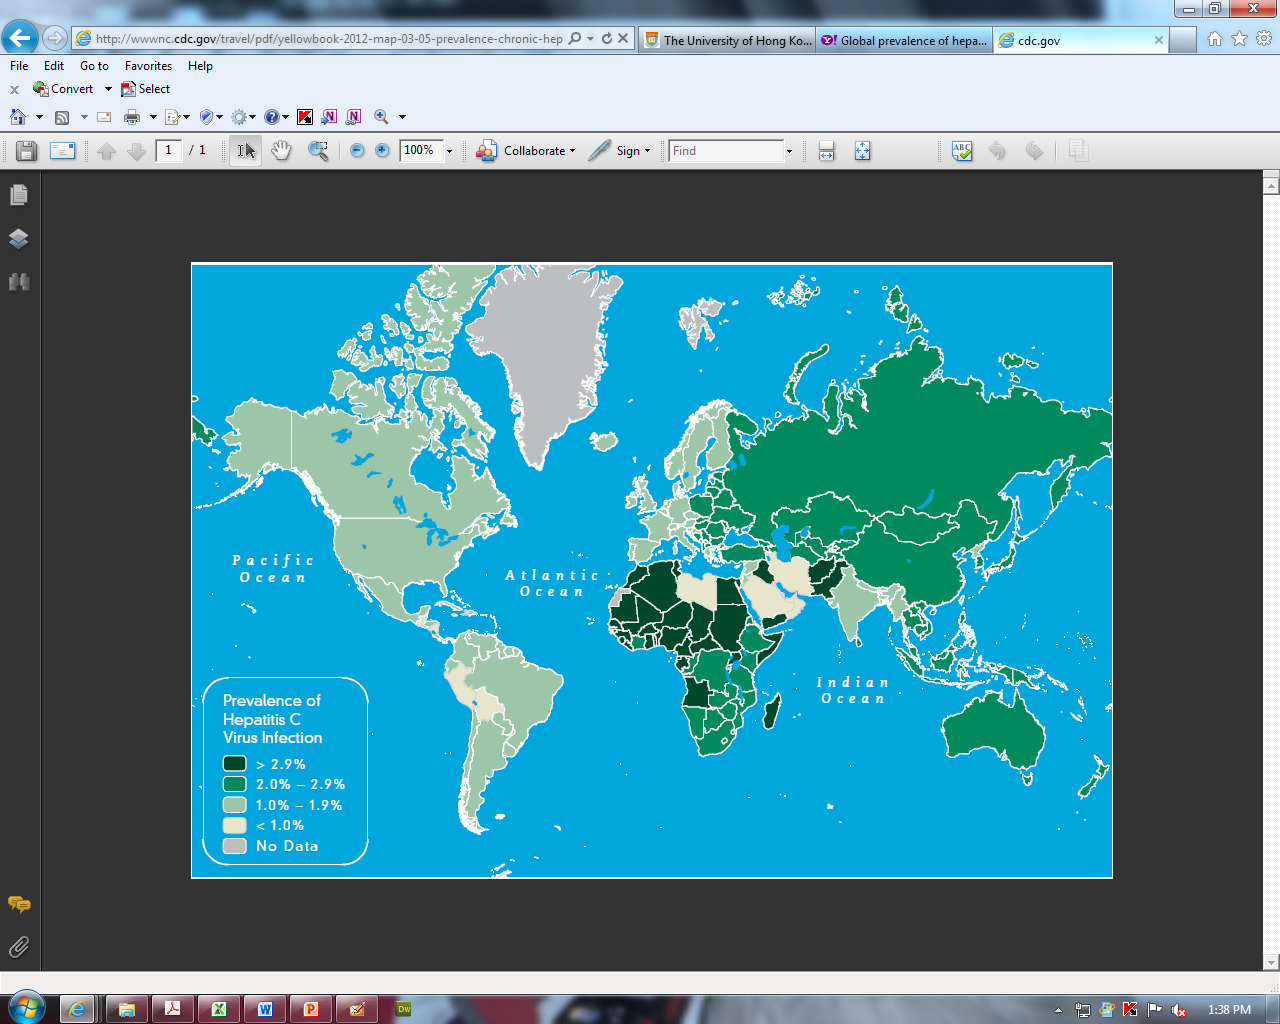 http://wwwnc.cdc.gov/travel/pdf/yellowbook-2012-map-03-05-prevalence-chronic-hep
The University of Hong Ko...
Global prevalence of hepa...
cdc.gov
File Edit Go to Favorites Help
x Convert Select
1 / 1 100% Collaborate Sign Find
Pacific
Ocean
Atlantic
Ocean
Indian
Ocean
Prevalence of
Hepatitis C
Virus Infection
> 2.9%
2.0% – 2.9%
1.0% – 1.9%
< 1.0%
No Data
1:38 PM